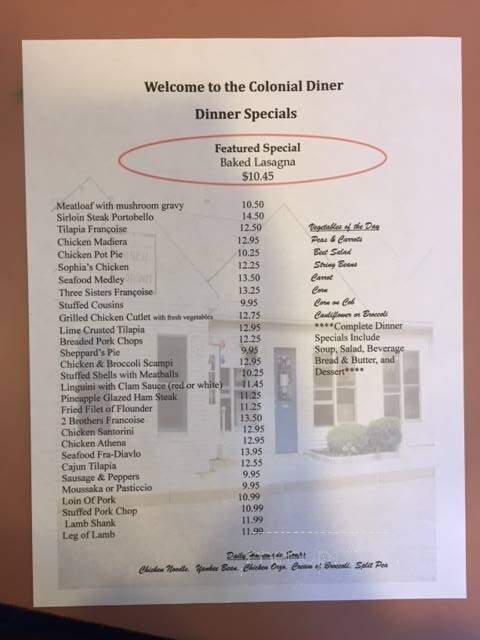 Welcome to the Colonial Diner
Dinner Specials
Featured Special
Baked Lasagna
$10.45
Meatloaf with mushroom gravy 10.50
Sirloin Steak Portobello 14.50
Tilapia Françoise 12.50
Chicken Madiera 12.95
Chicken Pot Pie 10.25
Sophia's Chicken 12.25
Seafood Medley 13.50
Three Sisters Françoise 13.25
Stuffed Cousins 9.95
Grilled Chicken Cutlet with fresh vegetables 12.75
Lime Crusted Tilapia 12.95
Breaded Pork Chops 12.25
Sheppard's Pie 9.95
Chicken & Broccoli Scampi 12.95
Stuffed Shells with Meatballs 10.25
Linguini with Clam Sauce (red or white) 11.45
Pineapple Glazed Ham Steak 11.25
Fried Filet of Flounder 11.25
2 Brothers Francoise 13.50
Chicken Santorini 12.95
Chicken Athena 12.95
Seafood Fra-Diavlo 13.95
Cajun Tilapia 12.55
Sausage & Peppers 9.95
Moussaka or Pasticcio 9.95
Loin Of Pork 10.99
Stuffed Pork Chop 10.99
Lamb Shank 11.99
Leg of Lamb 11.99
Vegetables of the Day
Peas & Carrots
Beet Salad
String Beans
Carrot
Corn
Corn on Cob
Cauliflower or Broccoli
****Complete Dinner
Specials Include
Soup, Salad, Beverage
Bread & Butter, and
Dessert****
Daily Homemade Soups
Chicken Noodle, Yankee Bean, Chicken Orzo, Cream of Broccoli, Split Pea